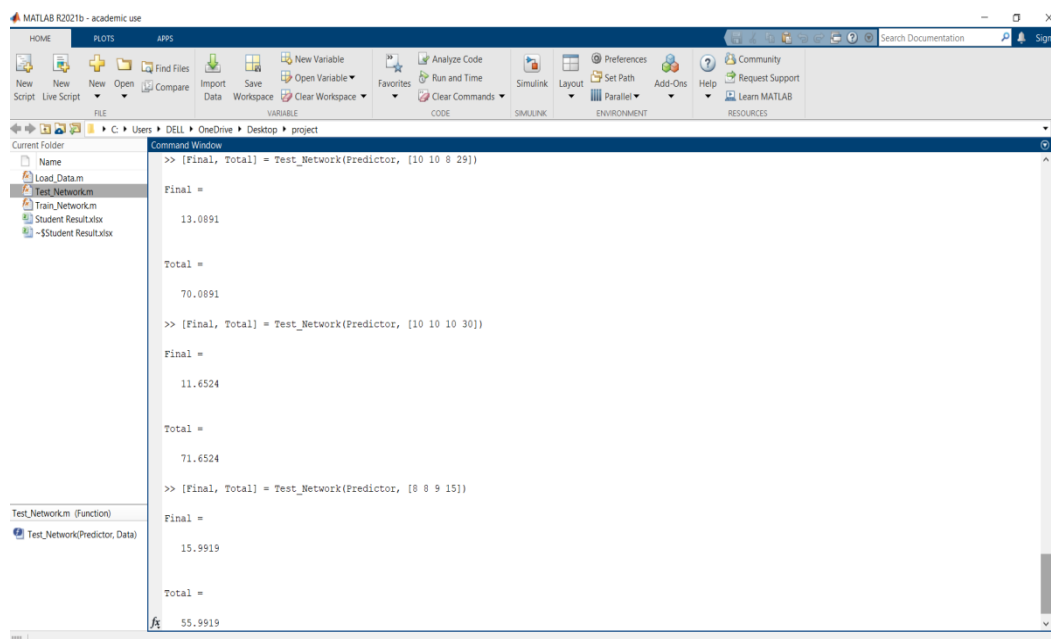 MATLAB R2021b - academic use
HOME PLOTS APPS
Search Documentation
Sign
New Script
New Live Script
New
Open
Find Files
Compare
FILE
Import Data
Save Workspace
New Variable
Open Variable
Clear Workspace
VARIABLE
Favorites
Analyze Code
Run and Time
Clear Commands
CODE
Simulink
SIMULINK
Layout
Preferences
Set Path
Parallel
Add-Ons
ENVIRONMENT
Help
Community
Request Support
Learn MATLAB
RESOURCES
C: Users DELL OneDrive Desktop project
Current Folder
Name
Load_Data.m
Test_Network.m
Train_Network.m
Student Result.xlsx
~$Student Result.xlsx
Test_Network.m (Function)
Test_Network(Predictor, Data)
Command Window
>> [Final, Total] = Test_Network(Predictor, [10 10 8 29])
Final =
13.0891
Total =
70.0891
>> [Final, Total] = Test_Network(Predictor, [10 10 10 30])
Final =
11.6524
Total =
71.6524
>> [Final, Total] = Test_Network(Predictor, [8 8 9 15])
Final =
15.9919
Total =
fx 55.9919